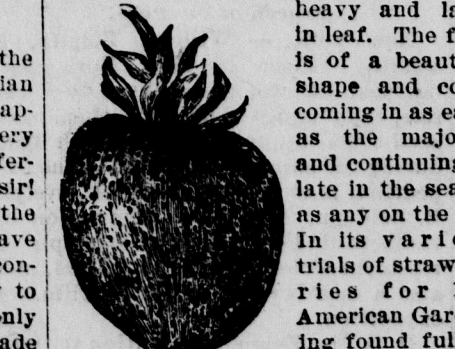 the
ian
ap-
ery
fer-
sir!
the
ave
con-
to
only
ade
heavy and la
in leaf. The f
is of a beaut
shape and co
coming in as ea
as the majo
and continuing
late in the sea
as any on the
In its vari
trials of straw
ries for
American Gar
ing found ful